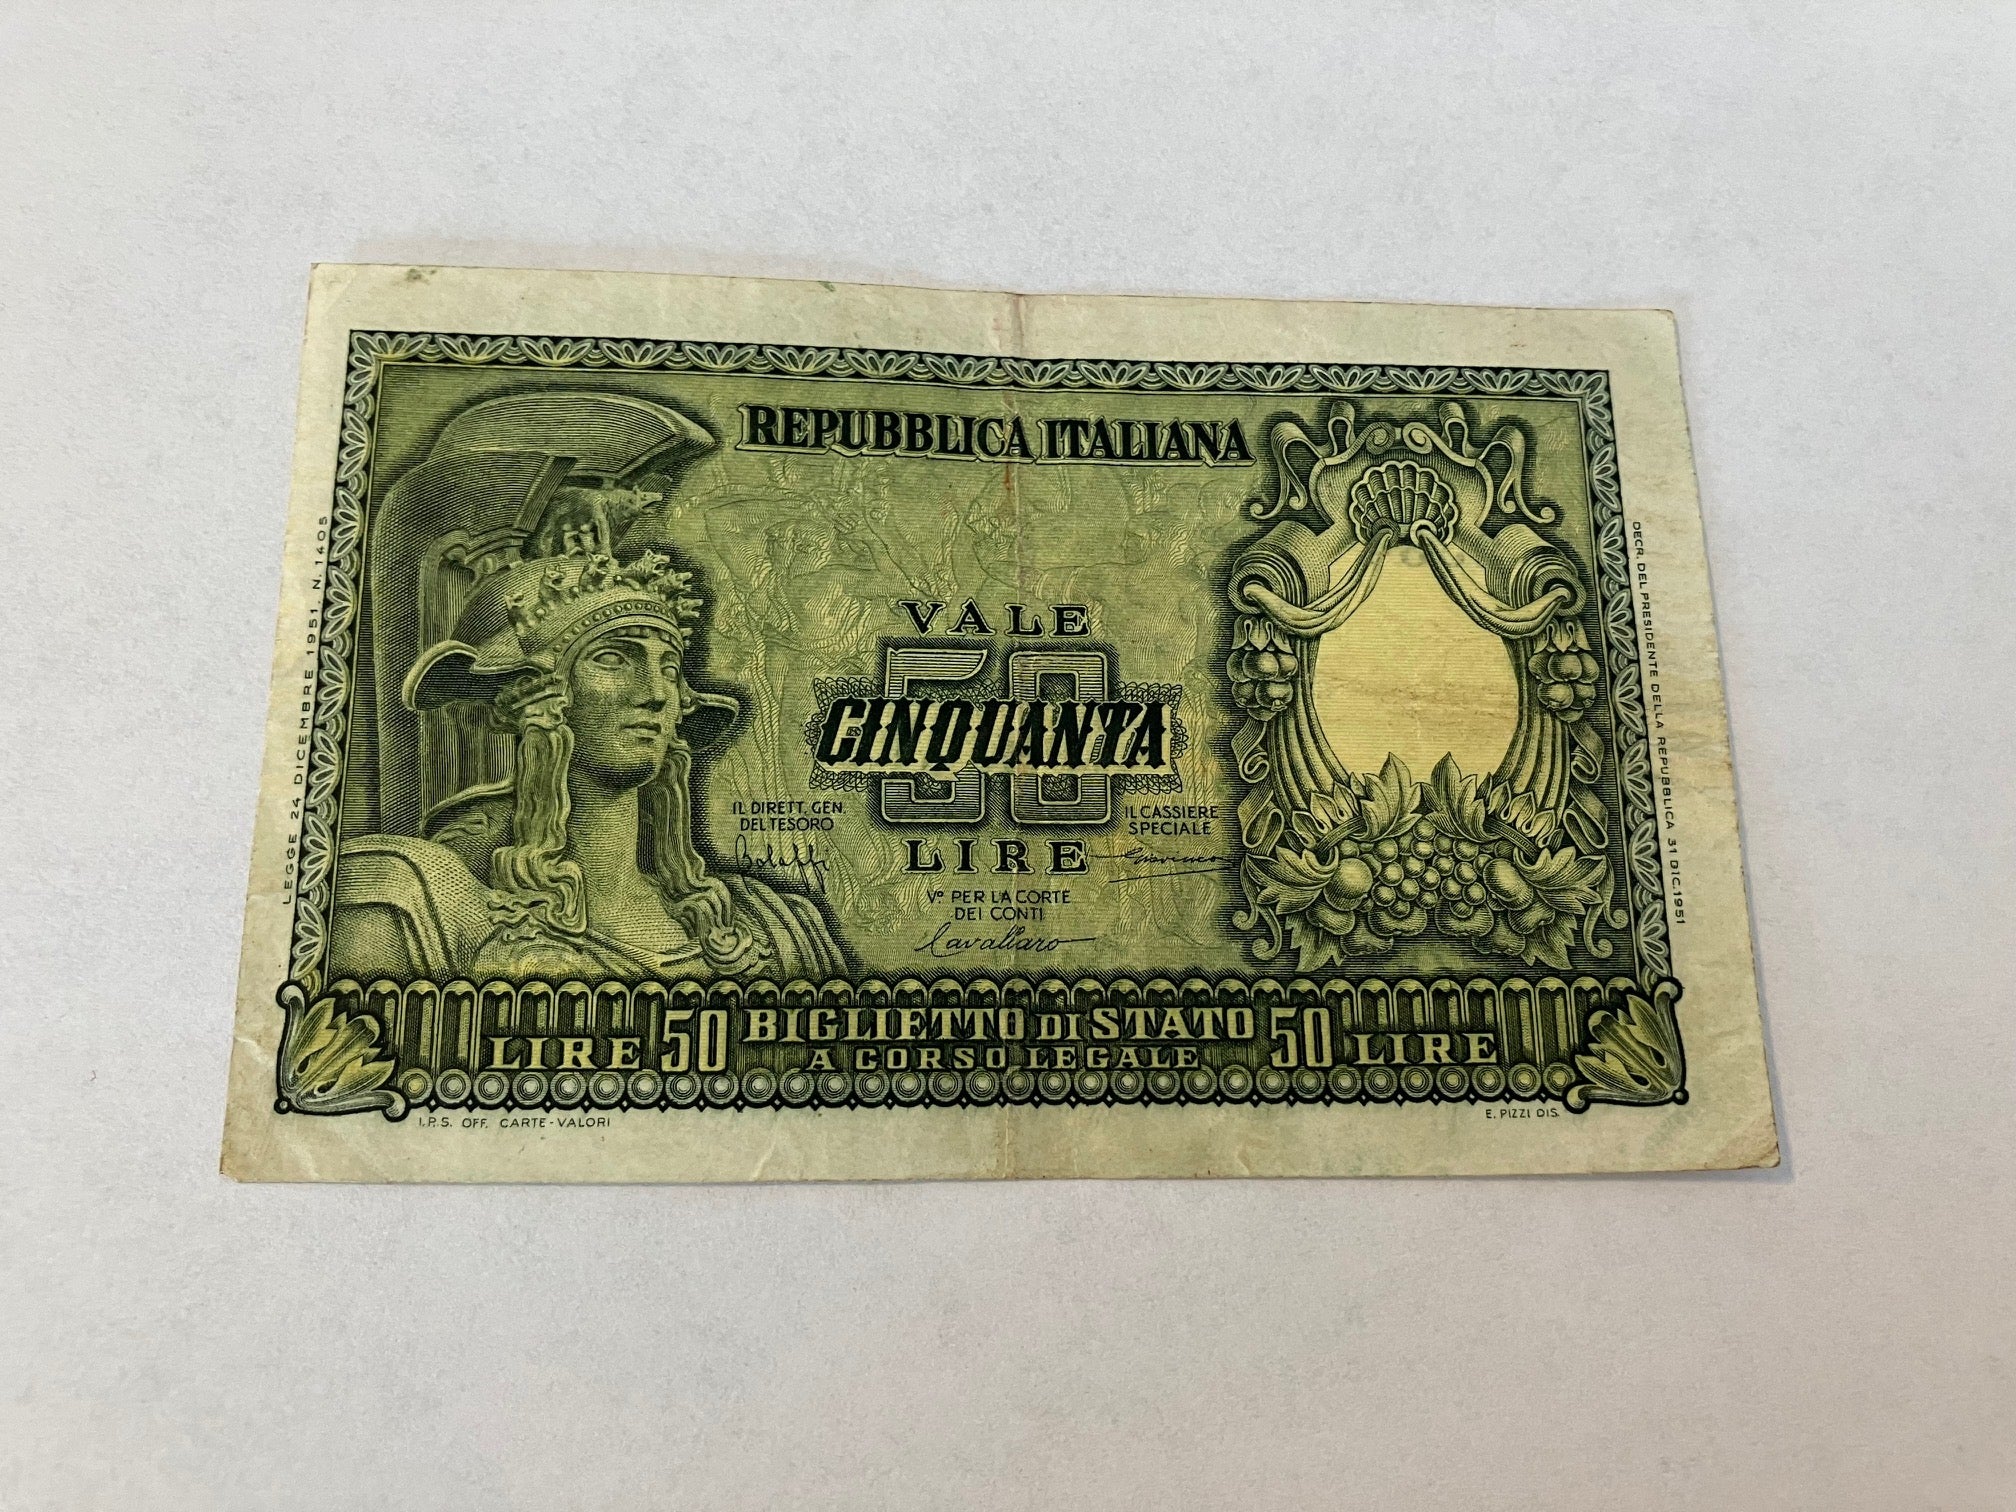 REPUBBLICA ITALIANA
LEGGE 24 DICEMBRE 1951. N. 1405
DECR. DEL PRESIDENTE DELLA REPUBBLICA 31 DIC. 1951
VALE
50
CINQUANTA
LIRE
IL DIRETT. GEN.
DEL TESORO
Bolaffi
IL CASSIERE
SPECIALE
Vº PER LA CORTE
DEI CONTI
Cavallaro
LIRE 50 BIGLIETTO DI STATO 50 LIRE
A CORSO LEGALE
I.P.S. OFF. CARTE-VALORI
E. PIZZI DIS.